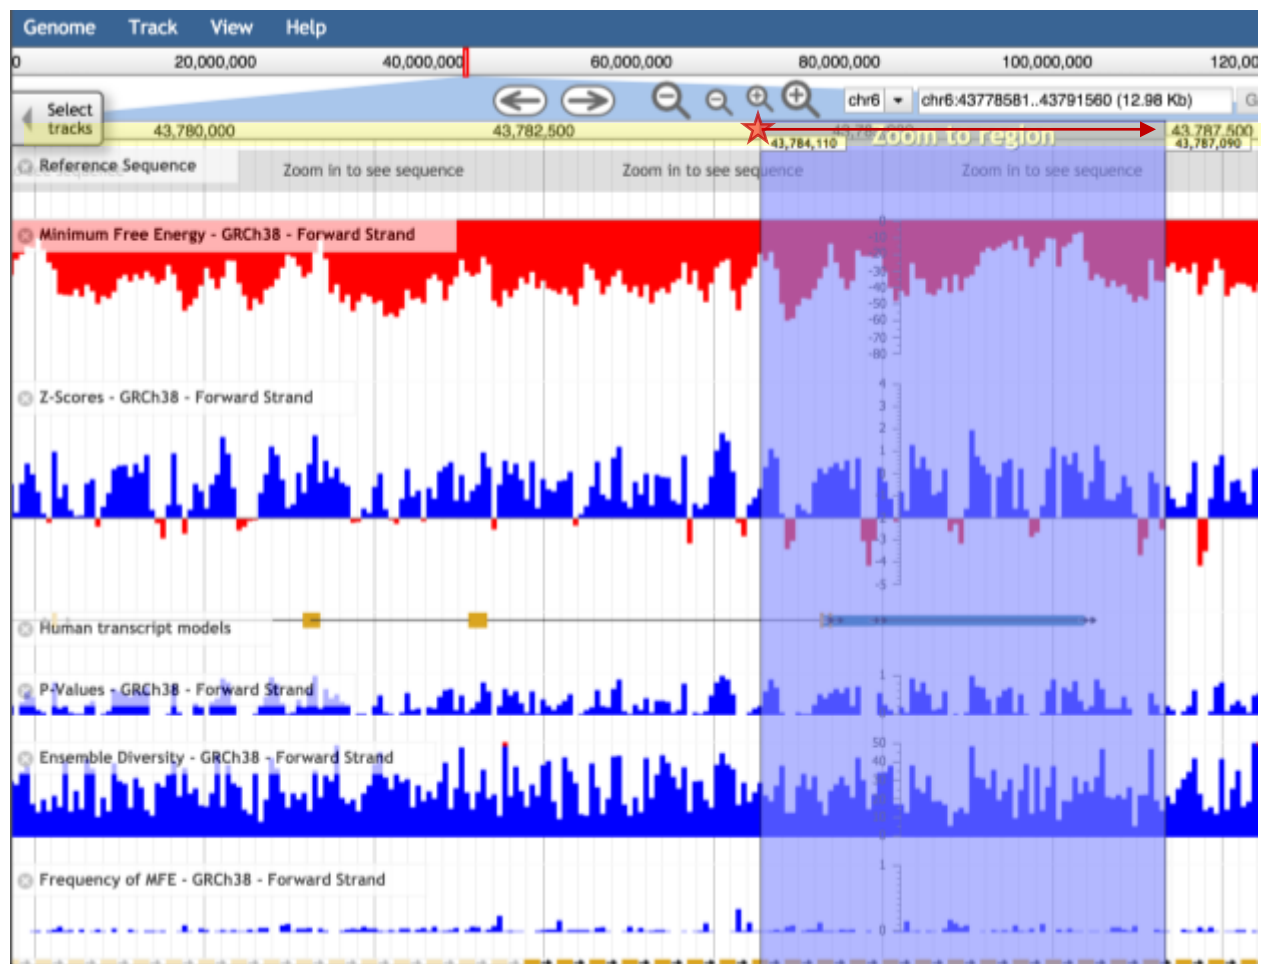 Genome Track View Help
0 20,000,000 40,000,000 60,000,000 80,000,000 100,000,000 120,00
Select
tracks
chr6 chr6:43778581..43791560 (12.98 Kb) G
43,780,000 43,782,500 43,787,500
Zoom to region
43,784,110 43,787,090
Reference Sequence
Zoom in to see sequence Zoom in to see sequence Zoom in to see sequence
Minimum Free Energy - GRCh38 - Forward Strand
0
-10
-20
-30
-40
-50
-60
-70
-80
Z-Scores - GRCh38 - Forward Strand
4
3
2
1
0
-3
-4
-5
Human transcript models
P-Values - GRCh38 - Forward Strand
1
Ensemble Diversity - GRCh38 - Forward Strand
50
40
Frequency of MFE - GRCh38 - Forward Strand
1
0